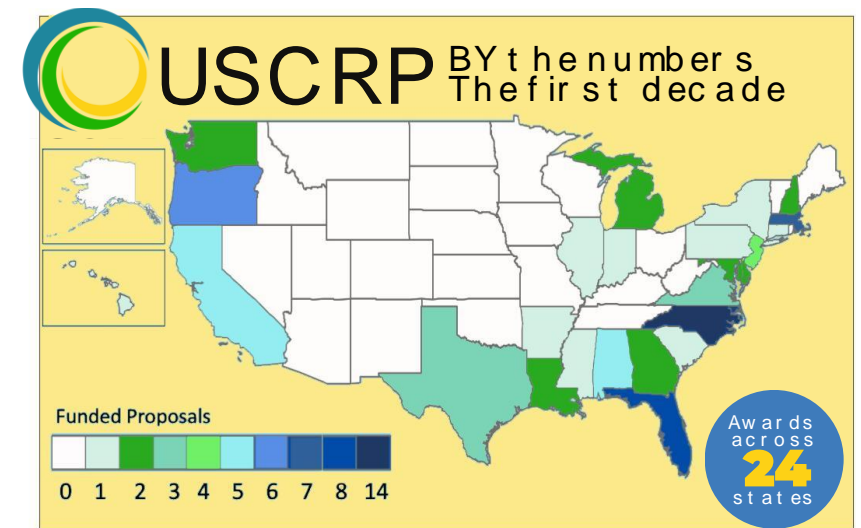 USCRP
BY the numbers
The first decade
Funded Proposals
0 1 2 3 4 5 6 7 8 14
Awards
across
24
states